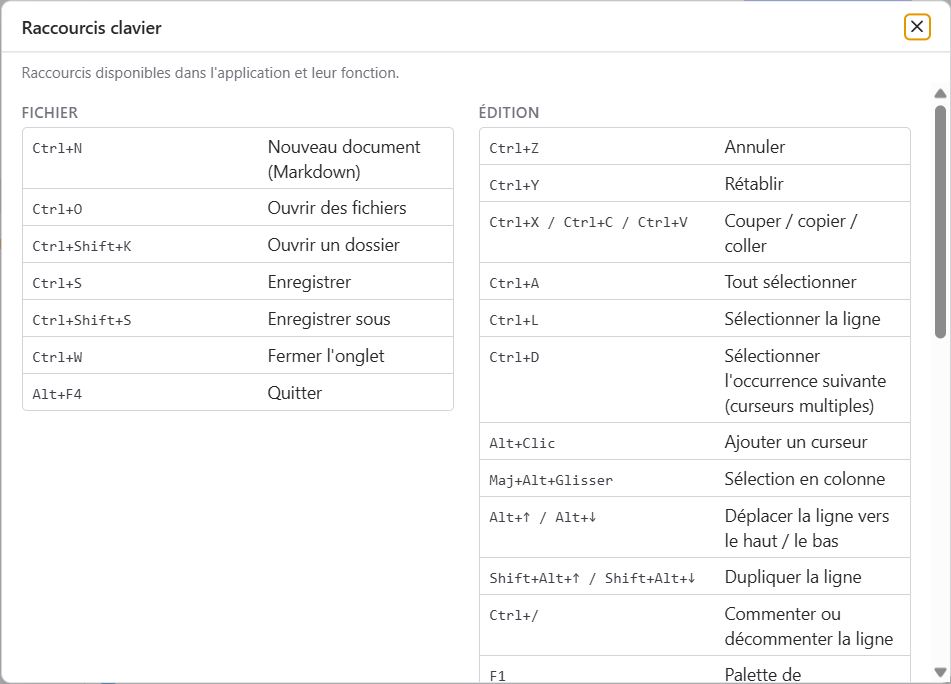 Raccourcis clavier
Raccourcis disponibles dans l'application et leur fonction.
FICHIER
Ctrl+N Nouveau document
(Markdown)
Ctrl+O Ouvrir des fichiers
Ctrl+Shift+K Ouvrir un dossier
Ctrl+S Enregistrer
Ctrl+Shift+S Enregistrer sous
Ctrl+W Fermer l'onglet
Alt+F4 Quitter
ÉDITION
Ctrl+Z Annuler
Ctrl+Y Rétablir
Ctrl+X / Ctrl+C / Ctrl+V Couper / copier /
coller
Ctrl+A Tout sélectionner
Ctrl+L Sélectionner la ligne
Ctrl+D Sélectionner
l'occurrence suivante
(curseurs multiples)
Alt+Clic Ajouter un curseur
Maj+Alt+Glisser Sélection en colonne
Alt+↑ / Alt+↓ Déplacer la ligne vers
le haut / le bas
Shift+Alt+↑ / Shift+Alt+↓ Dupliquer la ligne
Ctrl+/ Commenter ou
décommenter la ligne
F1 Palette de